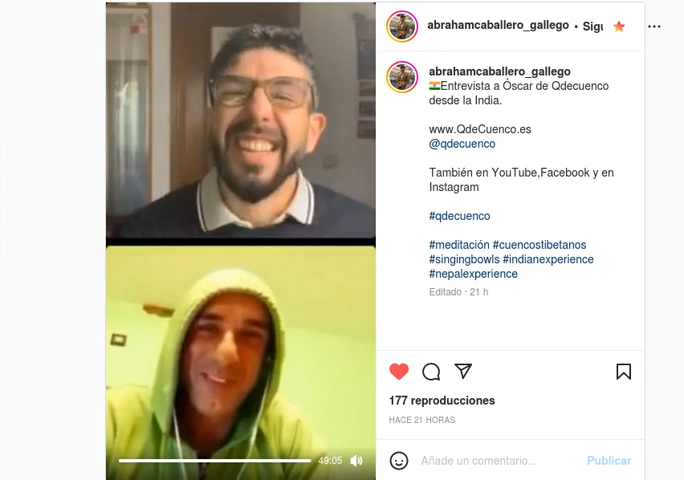 abrahamcaballero_gallego • Sigu
abrahamcaballero_gallego
Entrevista a Óscar de Qdecuenco
desde la India.
www.QdeCuenco.es
@qdecuenco
También en YouTube,Facebook y en
Instagram
#qdecuenco
#meditación #cuencostibetanos
#singingbowls #indianexperience
#nepalexperience
Editado · 21 h
177 reproducciones
HACE 21 HORAS
49:05
Añade un comentario... Publicar